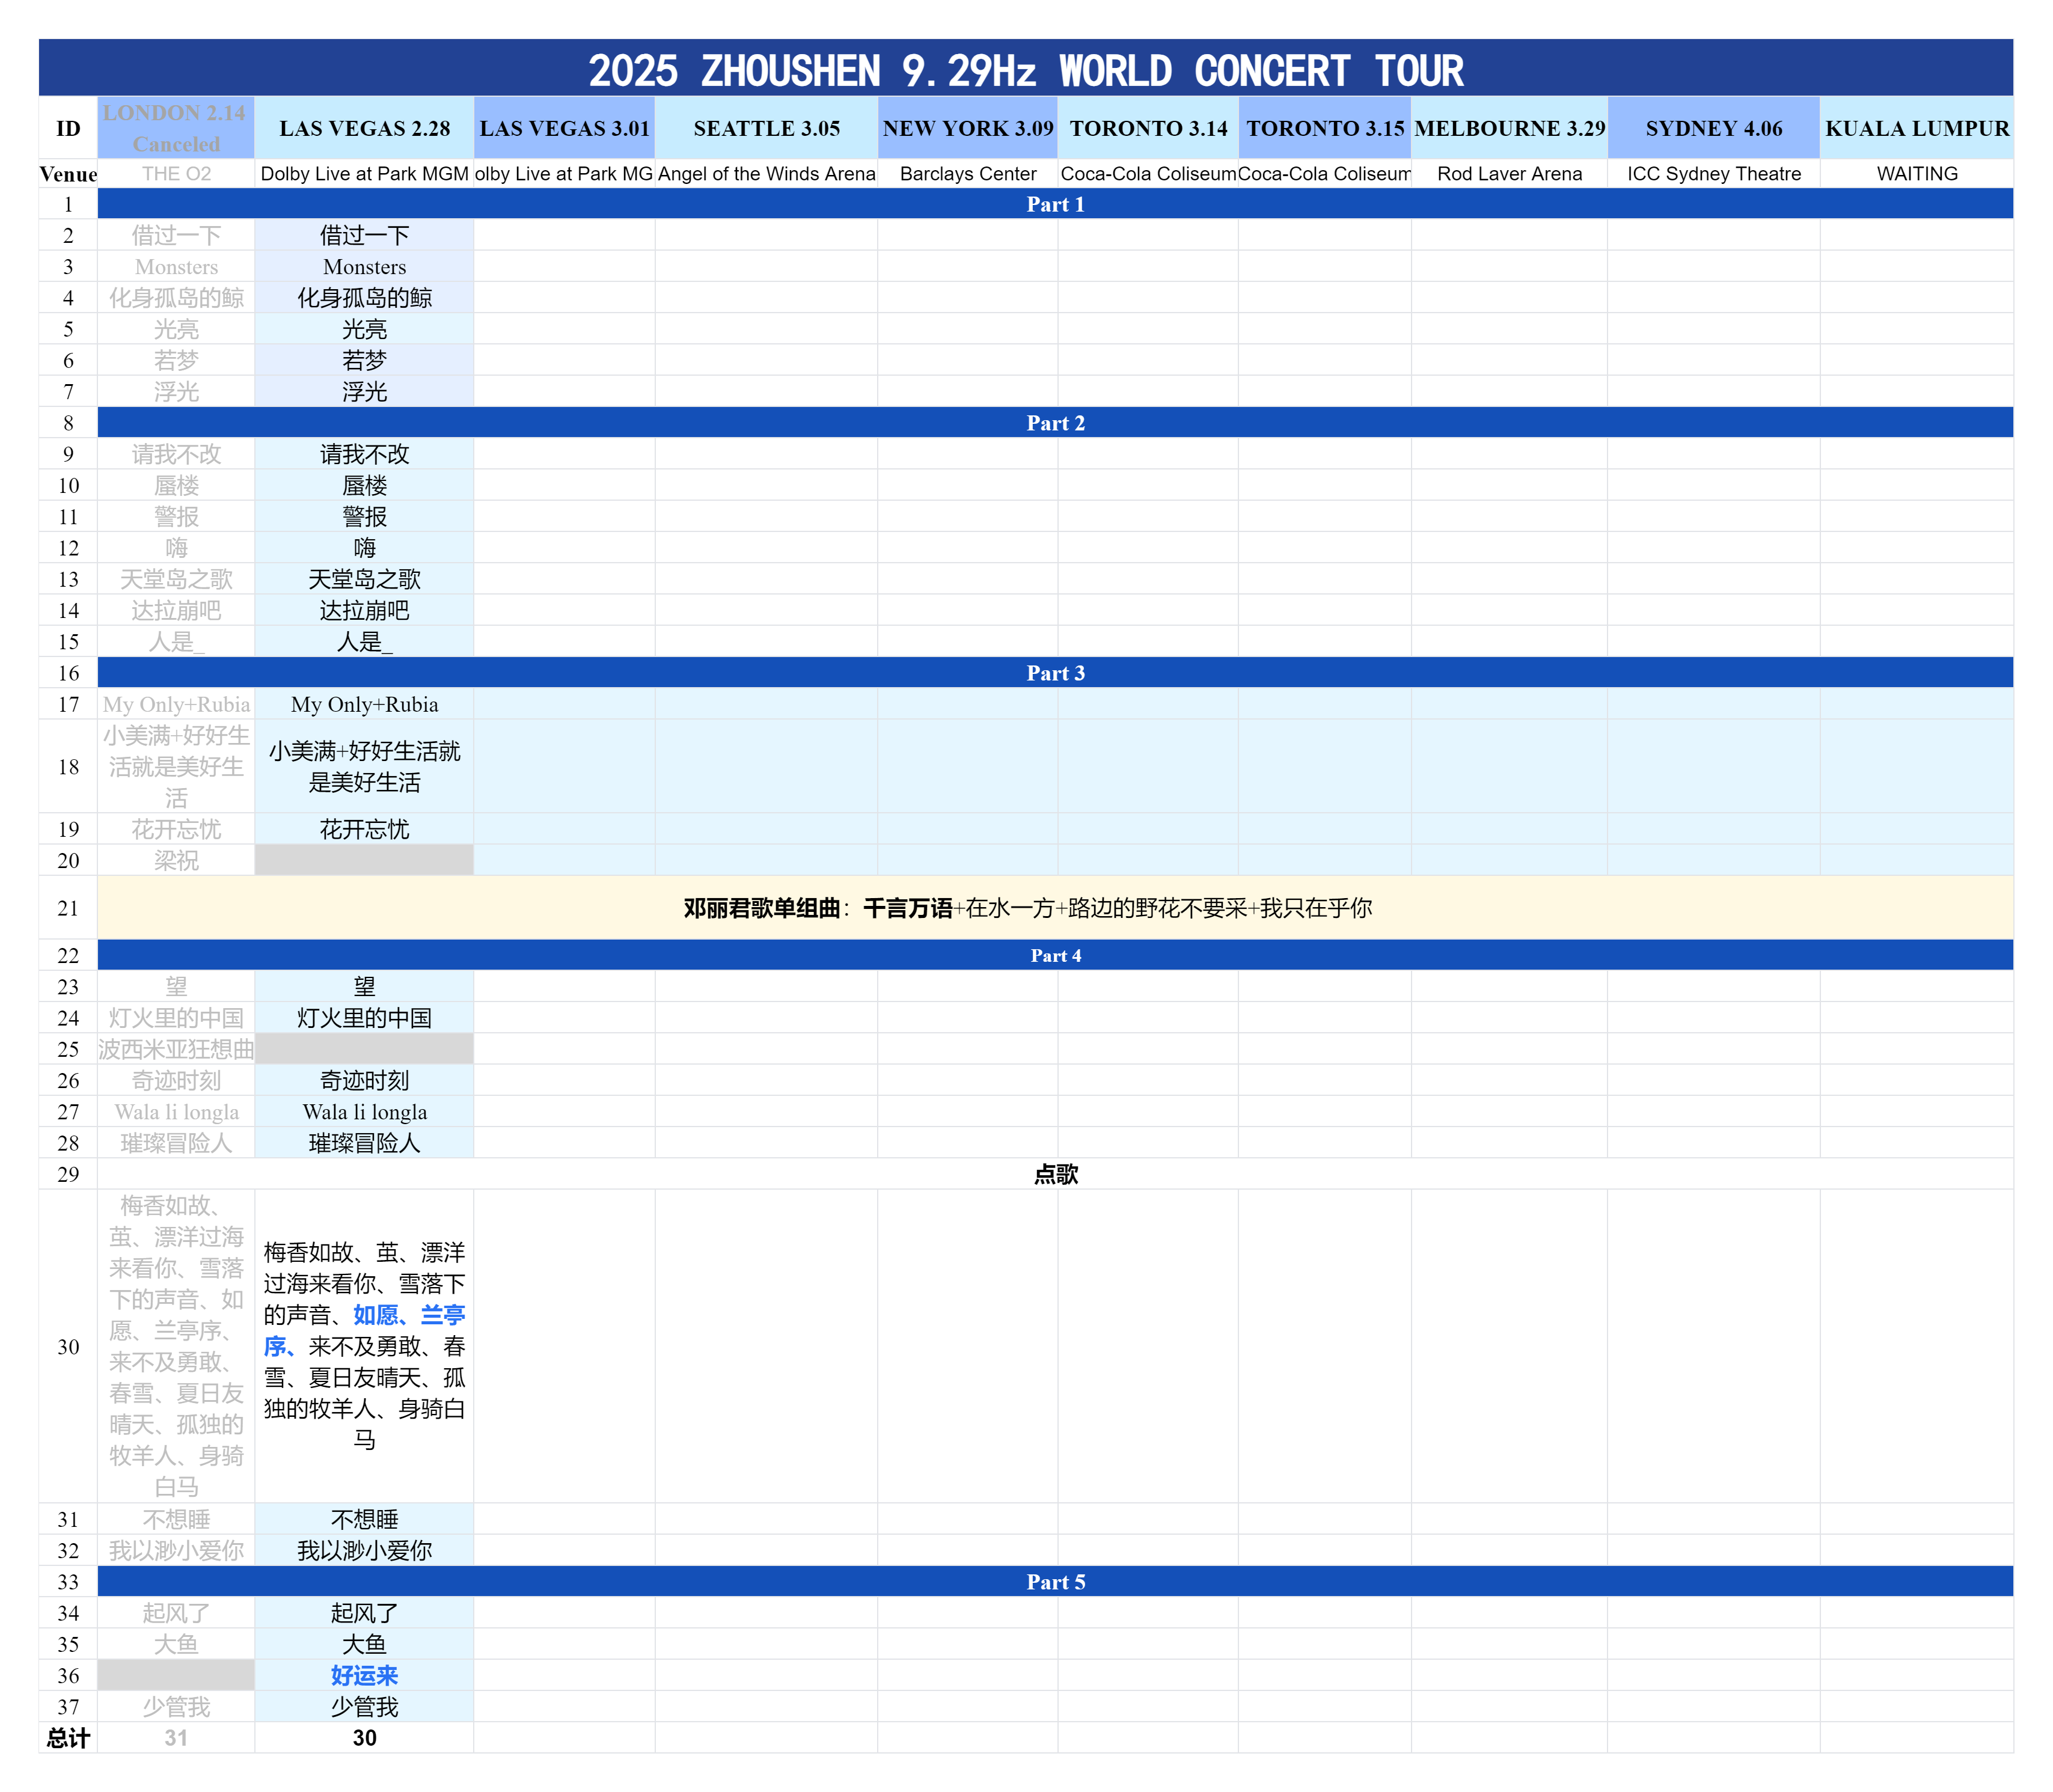 2025 ZHOUSHEN 9.29Hz WORLD CONCERT TOUR
ID LONDON 2.14 Canceled LAS VEGAS 2.28 LAS VEGAS 3.01 SEATTLE 3.05 NEW YORK 3.09 TORONTO 3.14 TORONTO 3.15 MELBOURNE 3.29 SYDNEY 4.06 KUALA LUMPUR
Venue THE O2 Dolby Live at Park MGM olby Live at Park MG Angel of the Winds Arena Barclays Center Coca-Cola Coliseum Coca-Cola Coliseum Rod Laver Arena ICC Sydney Theatre WAITING
1 Part 1
2 借过一下 借过一下
3 Monsters Monsters
4 化身孤岛的鲸 化身孤岛的鲸
5 光亮 光亮
6 若梦 若梦
7 浮光 浮光
8 Part 2
9 请我不改 请我不改
10 蜃楼 蜃楼
11 警报 警报
12 嗨 嗨
13 天堂岛之歌 天堂岛之歌
14 达拉崩吧 达拉崩吧
15 人是_ 人是_
16 Part 3
17 My Only+Rubia My Only+Rubia
18 小美满+好好生活就是美好生活 小美满+好好生活就是美好生活
19 花开忘忧 花开忘忧
20 梁祝
21 邓丽君歌单组曲：千言万语+在水一方+路边的野花不要采+我只在乎你
22 Part 4
23 望 望
24 灯火里的中国 灯火里的中国
25 波西米亚狂想曲
26 奇迹时刻 奇迹时刻
27 Wala li longla Wala li longla
28 璀璨冒险人 璀璨冒险人
29 点歌
30 梅香如故、茧、漂洋过海来看你、雪落下的声音、如愿、兰亭序、来不及勇敢、春雪、夏日友晴天、孤独的牧羊人、身骑白马 梅香如故、茧、漂洋过海来看你、雪落下的声音、如愿、兰亭序、来不及勇敢、春雪、夏日友晴天、孤独的牧羊人、身骑白马
31 不想睡 不想睡
32 我以渺小爱你 我以渺小爱你
33 Part 5
34 起风了 起风了
35 大鱼 大鱼
36 好运来
37 少管我 少管我
总计 31 30